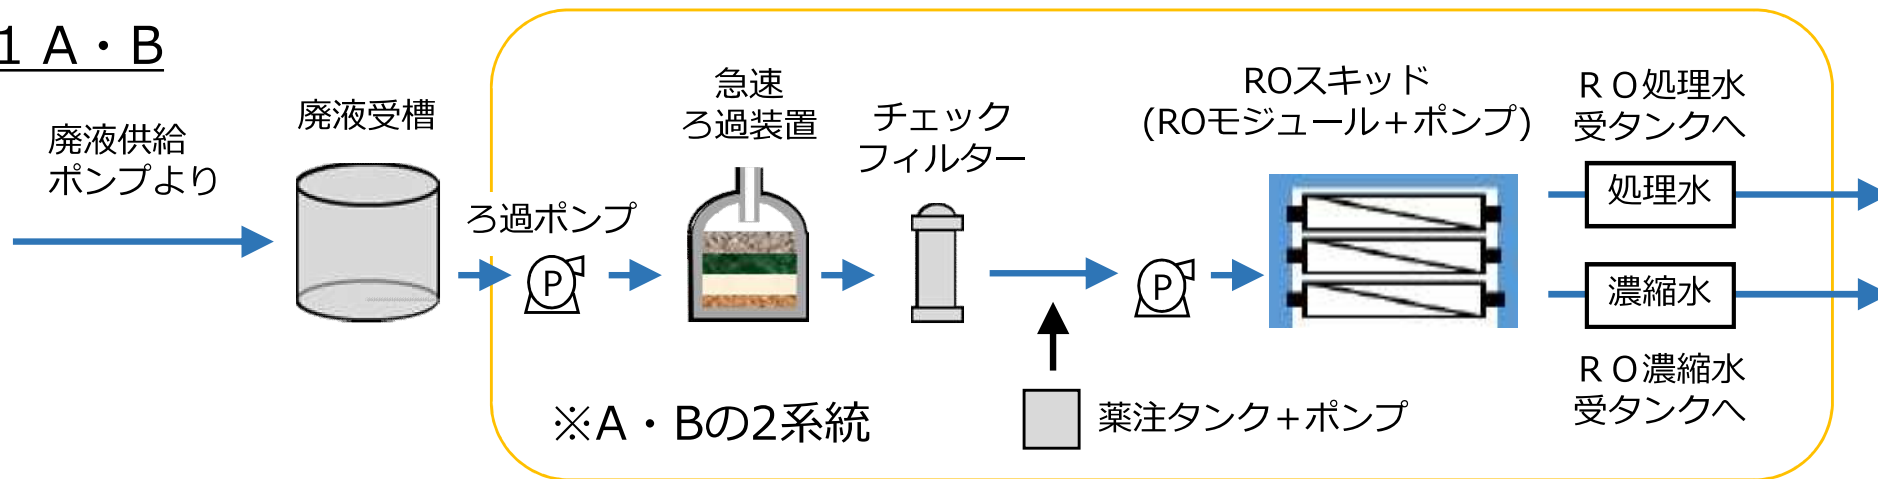 1 A・B
廃液供給
ポンプより
廃液受槽
ろ過ポンプ
P
急速
ろ過装置
チェック
フィルター
※A・Bの2系統
薬注タンク+ポンプ
P
ROスキッド
(ROモジュール+ポンプ)
RO処理水
受タンクへ
処理水
濃縮水
RO濃縮水
受タンクへ